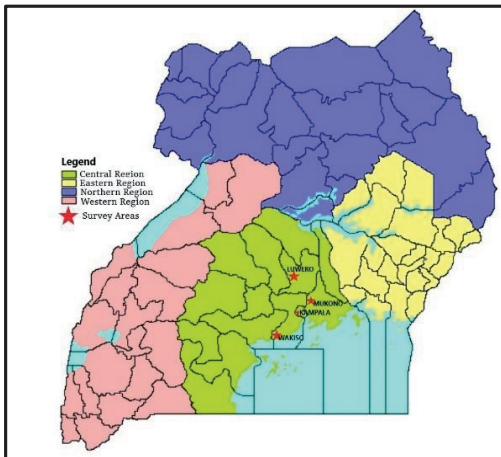 Legend
Central Region
Eastern Region
Northern Region
Western Region
Survey Areas
LUWERO
MUKONO
KAMPALA
WAKISO